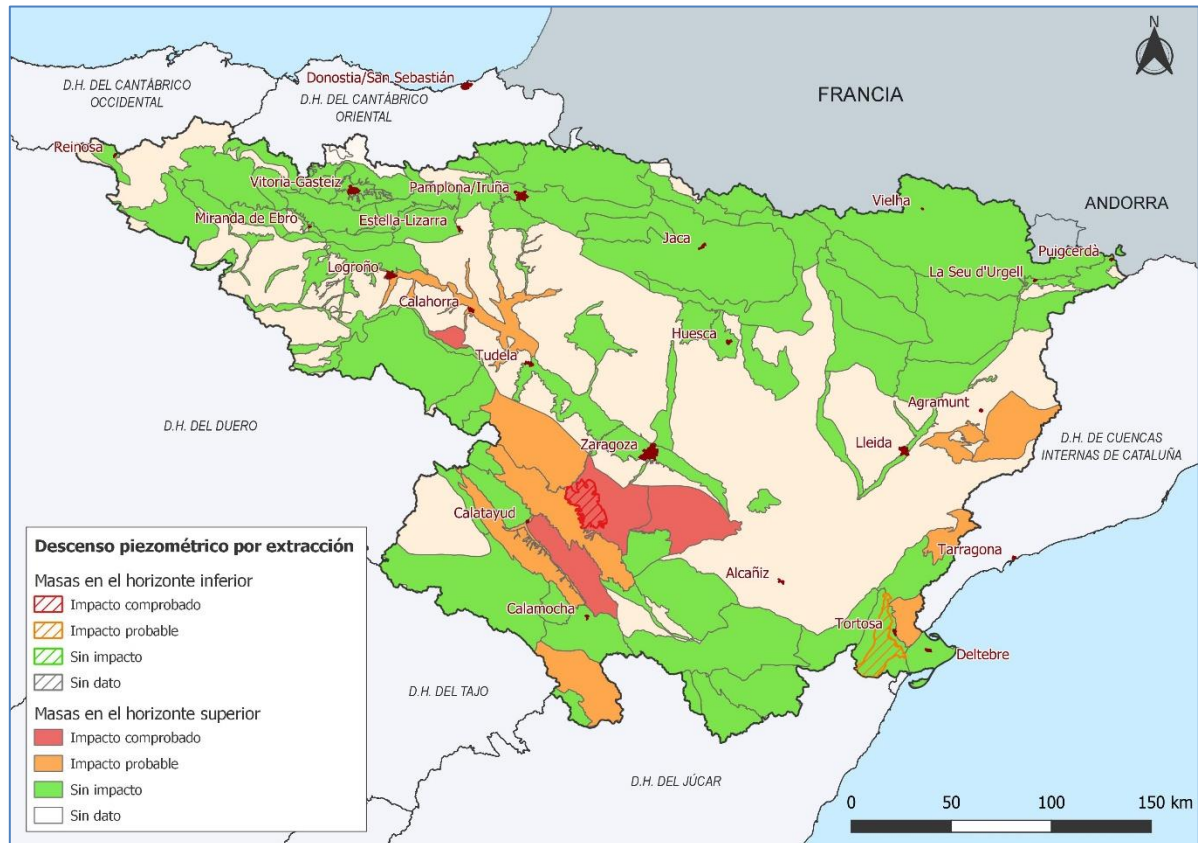 N
Donostia/San Sebastián
D.H. DEL CANTÁBRICO
OCCIDENTAL
D.H. DEL CANTÁBRICO
ORIENTAL
FRANCIA
Reinosa
Vitoria-Gasteiz
Pamplona/Iruña
Vielha
ANDORRA
Miranda de Ebro
Estella-Lizarra
Jaca
Puigcerdà
La Seu d'Urgell
Logroño
Calahorra
Huesca
Tudela
Agramunt
D.H. DEL DUERO
Zaragoza
Lleida
D.H. DE CUENCAS
INTERNAS DE CATALUÑA
Calatayud
Tarragona
Alcañiz
Calamocha
Tortosa
Deltebre
D.H. DEL TAJO
D.H. DEL JÚCAR
Descenso piezométrico por extracción
Masas en el horizonte inferior
Impacto comprobado
Impacto probable
Sin impacto
Sin dato
Masas en el horizonte superior
Impacto comprobado
Impacto probable
Sin impacto
Sin dato
0 50 100 150 km